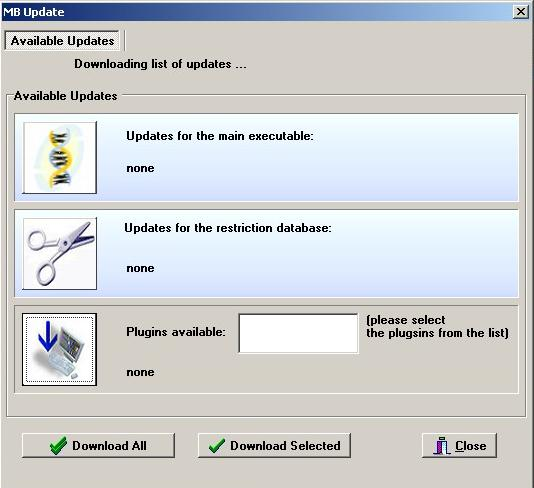 MB Update
Available Updates
Downloading list of updates ...
Available Updates
Updates for the main executable:
none
Updates for the restriction database:
none
Plugins available:
(please select
the plugsins from the list)
none
Download All
Download Selected
Close